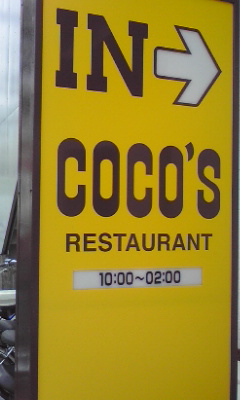 IN
COCO'S
RESTAURANT
10:00~02:00